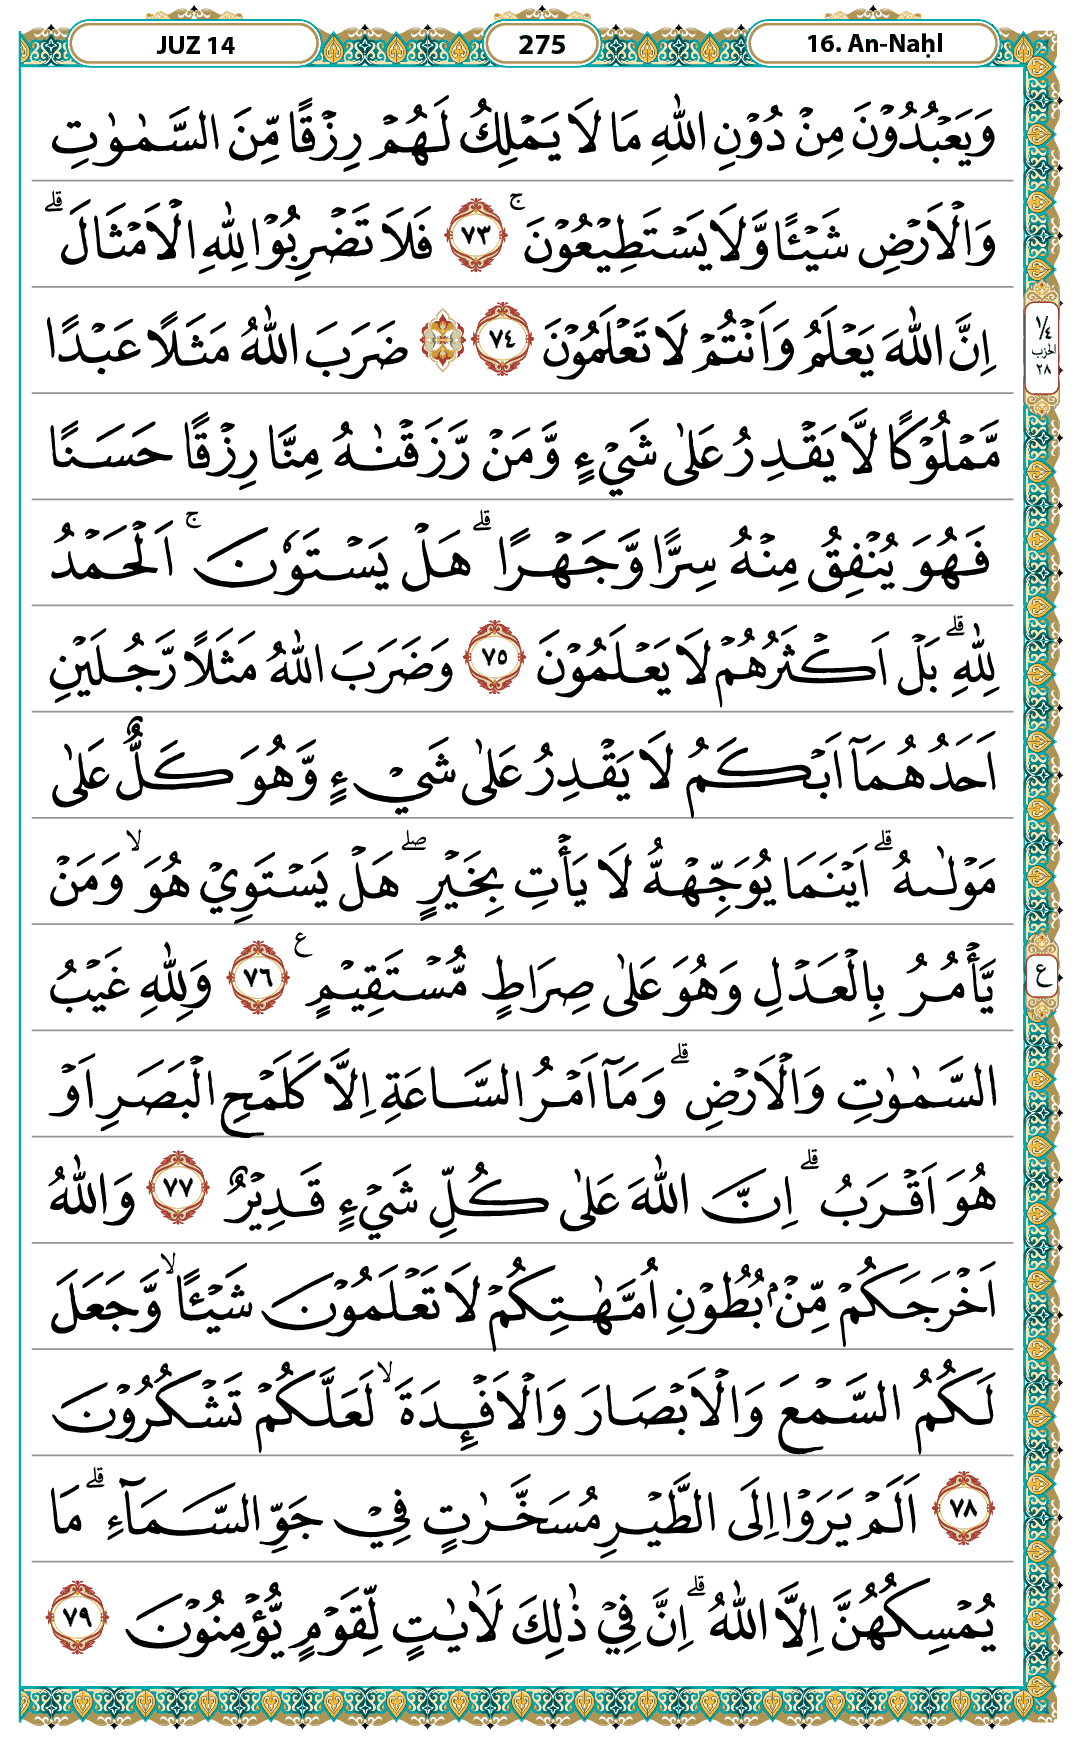 JUZ 14
275
16. An-Naḥl
وَيَعْبُدُوْنَ مِنْ دُوْنِ اللّٰهِ مَا لَا يَمْلِكُ لَهُمْ رِزْقًا مِّنَ السَّمٰوٰتِ
وَالْاَرْضِ شَيْـًٔا وَّلَا يَسْتَطِيْعُوْنَ ۚ ٧٣ فَلَا تَضْرِبُوْا لِلّٰهِ الْاَمْثَالَ ۗ
اِنَّ اللّٰهَ يَعْلَمُ وَاَنْتُمْ لَا تَعْلَمُوْنَ ٧٤ ۞ ضَرَبَ اللّٰهُ مَثَلًا عَبْدًا
مَّمْلُوْكًا لَّا يَقْدِرُ عَلٰى شَيْءٍ وَّمَنْ رَّزَقْنٰهُ مِنَّا رِزْقًا حَسَنًا
فَهُوَ يُنْفِقُ مِنْهُ سِرًّا وَّجَهْرًا ۗ هَلْ يَسْتَوٗنَ ۚ اَلْحَمْدُ
لِلّٰهِ ۗ بَلْ اَكْثَرُهُمْ لَا يَعْلَمُوْنَ ٧٥ وَضَرَبَ اللّٰهُ مَثَلًا رَّجُلَيْنِ
اَحَدُهُمَآ اَبْكَمُ لَا يَقْدِرُ عَلٰى شَيْءٍ وَّهُوَ كَلٌّ عَلٰى
مَوْلٰىهُ ۗ اَيْنَمَا يُوَجِّهْهُّ لَا يَأْتِ بِخَيْرٍ ۖ هَلْ يَسْتَوِيْ هُوَ ۙ وَمَنْ
يَّأْمُرُ بِالْعَدْلِ وَهُوَ عَلٰى صِرَاطٍ مُّسْتَقِيْمٍ ࣖ ٧٦ وَلِلّٰهِ غَيْبُ
السَّمٰوٰتِ وَالْاَرْضِ ۗ وَمَآ اَمْرُ السَّاعَةِ اِلَّا كَلَمْحِ الْبَصَرِ اَوْ
هُوَ اَقْرَبُ ۗ اِنَّ اللّٰهَ عَلٰى كُلِّ شَيْءٍ قَدِيْرٌ ٧٧ وَاللّٰهُ
اَخْرَجَكُمْ مِّنْۢ بُطُوْنِ اُمَّهٰتِكُمْ لَا تَعْلَمُوْنَ شَيْـًٔا ۙ وَّجَعَلَ
لَكُمُ السَّمْعَ وَالْاَبْصَارَ وَالْاَفْـِٕدَةَ ۙ لَعَلَّكُمْ تَشْكُرُوْنَ
٧٨ اَلَمْ يَرَوْا اِلَى الطَّيْرِ مُسَخَّرٰتٍ فِيْ جَوِّ السَّمَآءِ ۗ مَا
يُمْسِكُهُنَّ اِلَّا اللّٰهُ ۗ اِنَّ فِيْ ذٰلِكَ لَاٰيٰتٍ لِّقَوْمٍ يُّؤْمِنُوْنَ ٧٩
١/٤
الحزب
٢٨
ع